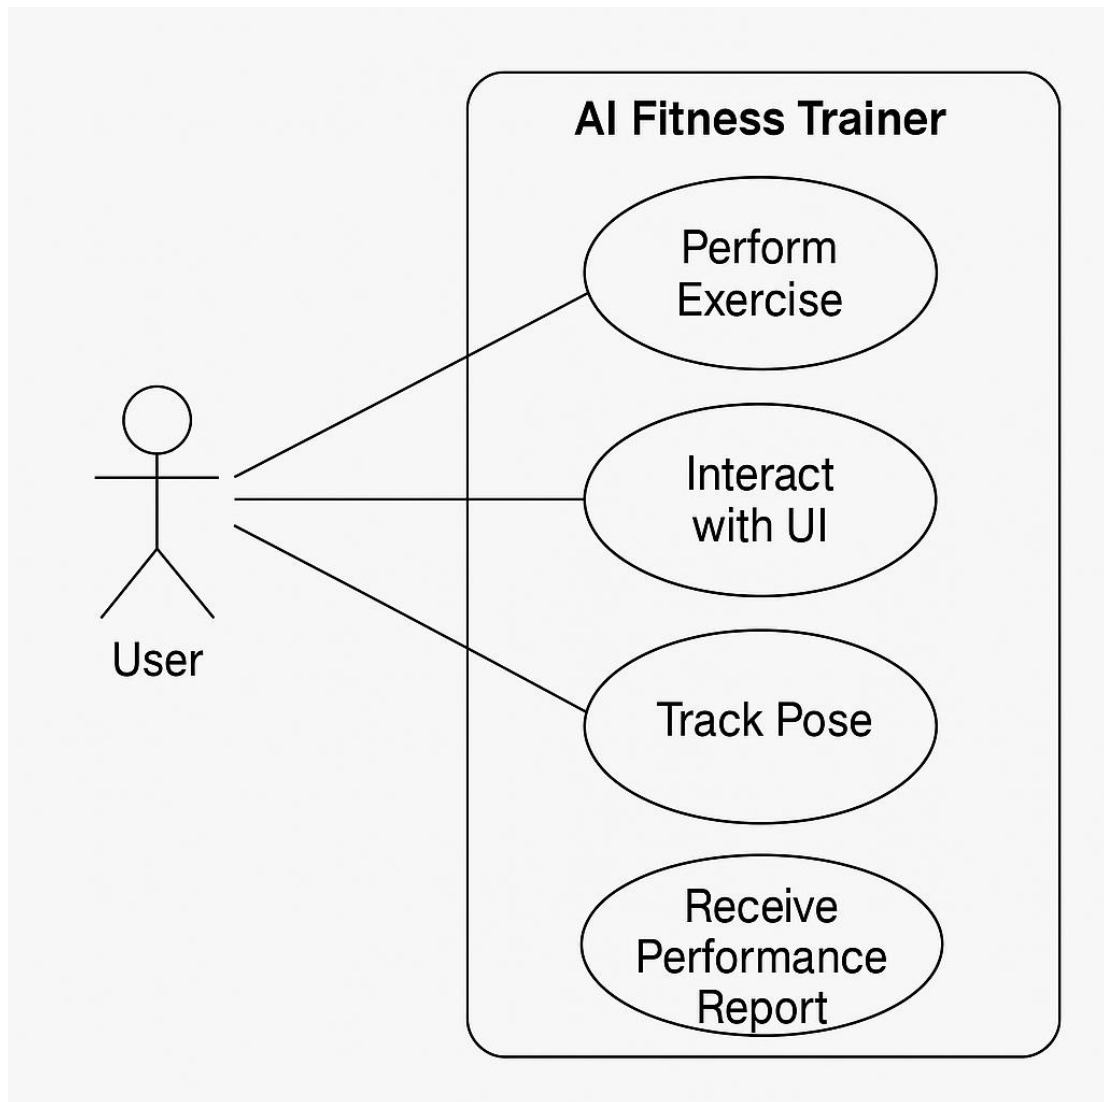 AI Fitness Trainer
Perform
Exercise
Interact
with UI
User
Track Pose
Receive
Performance
Report